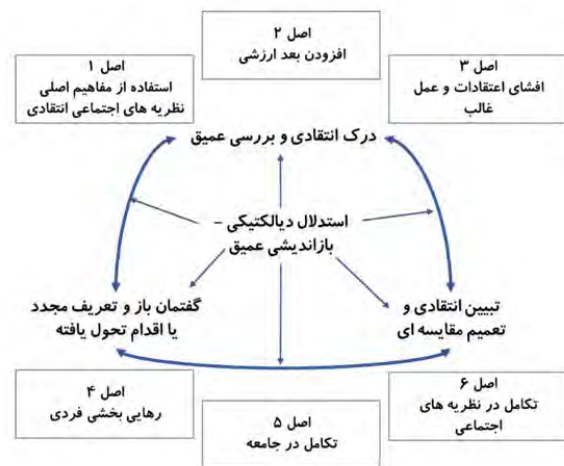 اصل ۲
افزودن بعد ارزشی
اصل ۱
استفاده از مفاهیم اصلی
نظریه های اجتماعی انتقادی
اصل ۳
افشای اعتقادات و عمل
غالب
درک انتقادی و بررسی عمیق
استدلال دیالکتیکی –
بازاندیشی عمیق
گفتمان باز و تعریف مجدد
یا اقدام تحول یافته
تبیین انتقادی و
تعمیم مقایسه ای
اصل ۴
رهایی بخشی فردی
اصل ۵
تکامل در جامعه
اصل ۶
تکامل در نظریه های
اجتماعی